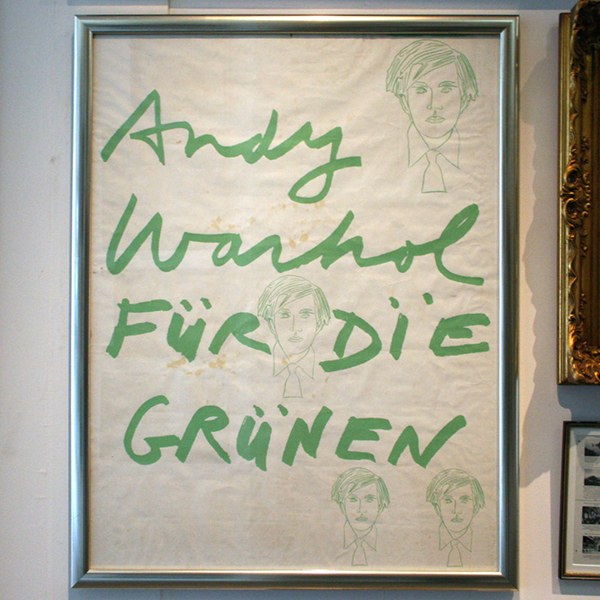 Andy
Warhol
FÜR DiE
GRÜNEN